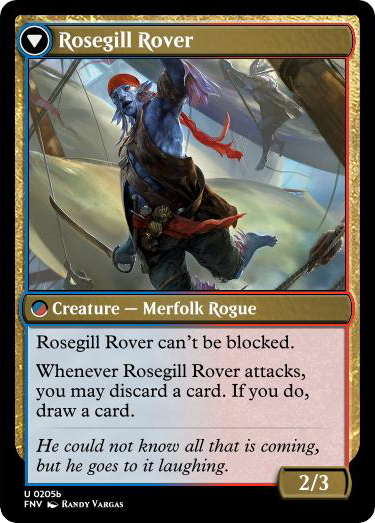 Rosegill Rover
Creature — Merfolk Rogue
Rosegill Rover can't be blocked.
Whenever Rosegill Rover attacks,
you may discard a card. If you do,
draw a card.
He could not know all that is coming,
but he goes to it laughing.
2/3
U 0205b
FNV Randy Vargas